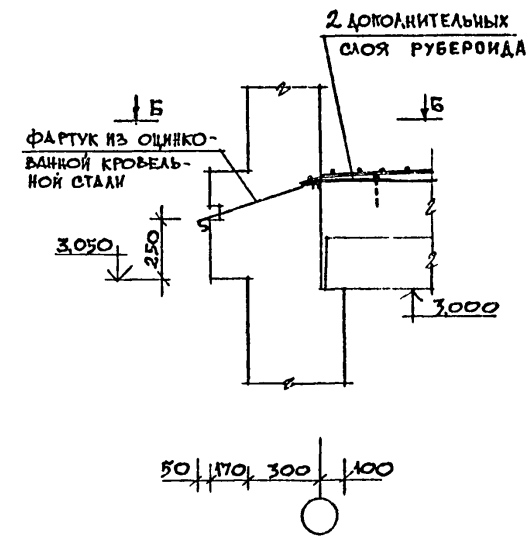 2 ДОПОЛНИТЕЛЬНЫХ
СЛОЯ РУБЕРОИДА
Б
Б
ФАРТУК ИЗ ОЦИНКО-
ВАННОЙ КРОВЕЛЬ-
НОЙ СТАЛИ
3,050
250
3.000
50 170 300 100